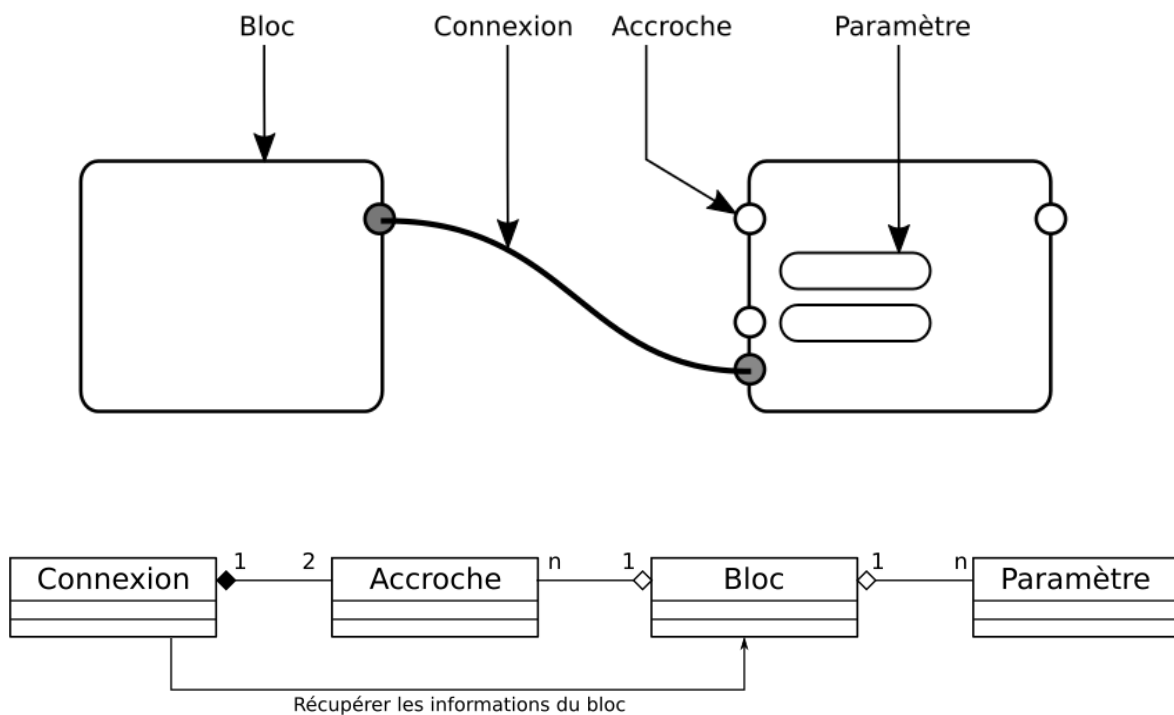 Bloc Connexion Accroche Paramètre
1 2 n 1 1 n
Connexion Accroche Bloc Paramètre
Récupérer les informations du bloc